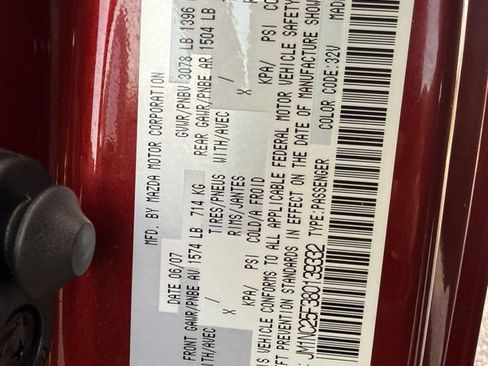 MFD. BY MAZDA MOTOR CORPORATION
DATE 06/07 GVWR/PNBV 3078 LB 1396
FRONT GAWR/PNBE AV 1574 LB 714 KG REAR GAWR/PNBE AR 1504 LB
WITH/AVEC TIRES/PNEUS WITH/AVEC
X RIMS/JANTES X
KPA/ PSI COLD/A FROID KPA/ PSI
VEHICLE CONFORMS TO ALL APPLICABLE FEDERAL MOTOR VEHICLE SAFETY
PREVENTION STANDARDS IN EFFECT ON THE DATE OF MANUFACTURE SHOWN
JM1NC25F380139332 TYPE:PASSENGER COLOR CODE:32V MAD